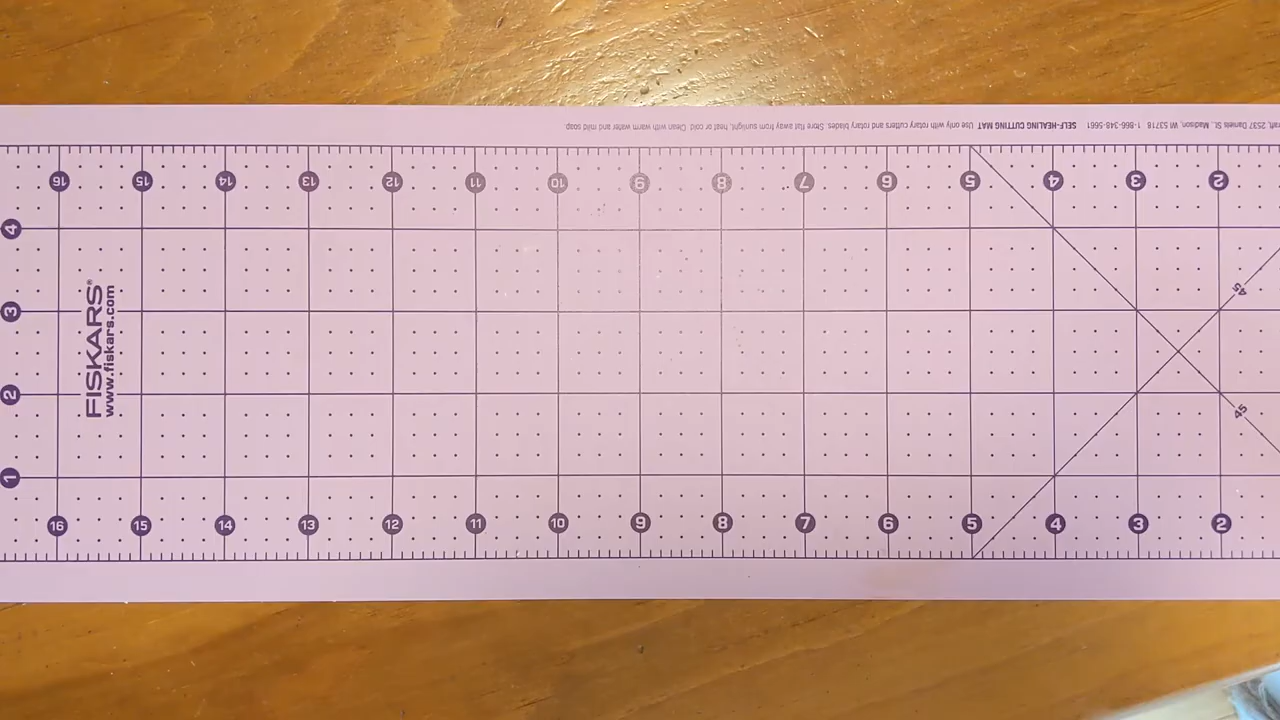 raft, 2537 Daniels St., Madison, WI 53718 1-866-348-5661 SELF-HEALING CUTTING MAT Use only with rotary cutters and rotary blades. Store flat away from sunlight, heat or cold. Clean with warm water and mild soap.
16 15 14 13 12 11 10 9 8 7 6 5 4 3 2
4
3
2
1
FISKARS®
www.fiskars.com
45
45
16 15 14 13 12 11 10 9 8 7 6 5 4 3 2